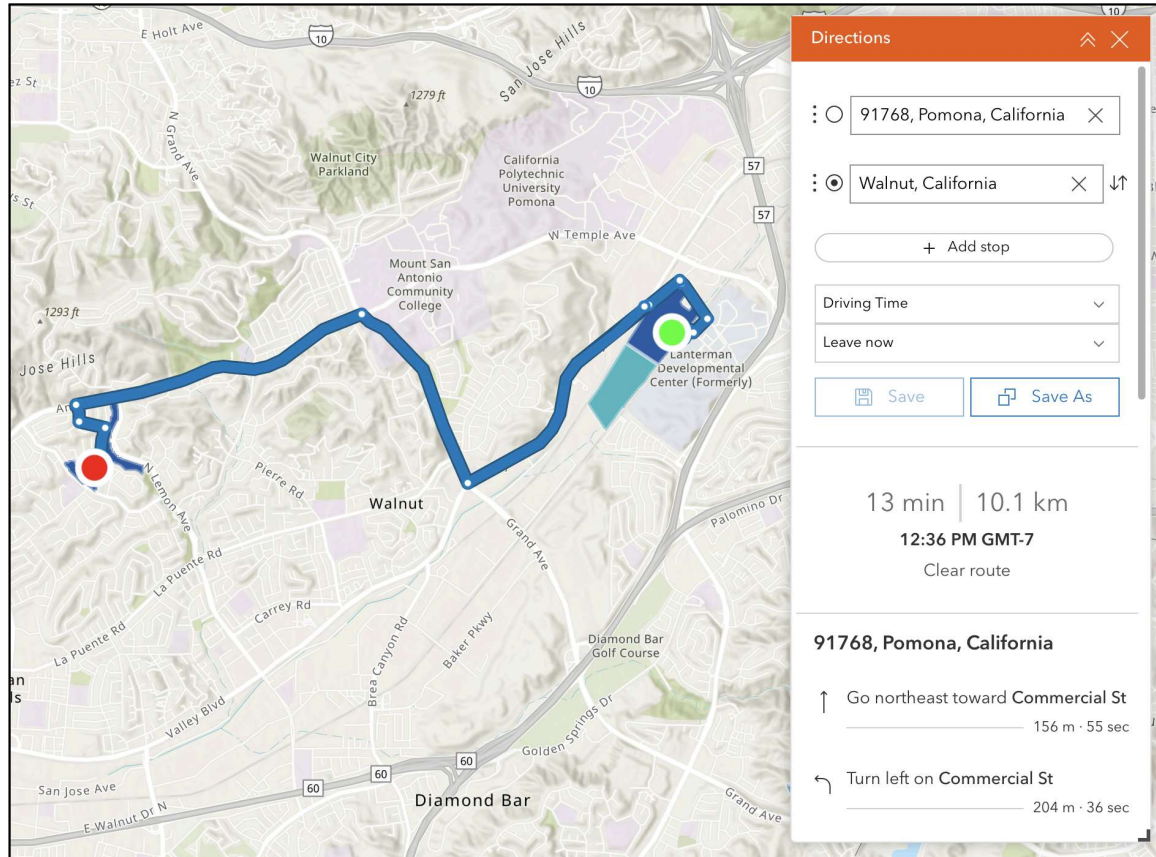 E Holt Ave
10
San Jose Hills
10
10
ez St
1279 ft
N Grand Ave
Walnut City
Parkland
California
Polytechnic
University
Pomona
57
57
W Temple Ave
Mount San
Antonio
Community
College
1293 ft
Jose Hills
Lanterman
Developmental
Center (Formerly)
N Lemon Ave
Pierre Rd
Walnut
Palomino Dr
Grand Ave
La Puente Rd
Carrey Rd
La Puente Rd
Brea Canyon Rd
Baker Pkwy
Diamond Bar
Golf Course
Valley Blvd
Golden Springs Dr
60
60
60
San Jose Ave
E Walnut Dr N
Diamond Bar
Grand Ave
Directions
91768, Pomona, California
Walnut, California
+ Add stop
Driving Time
Leave now
Save
Save As
13 min | 10.1 km
12:36 PM GMT-7
Clear route
91768, Pomona, California
Go northeast toward Commercial St
156 m · 55 sec
Turn left on Commercial St
204 m · 36 sec